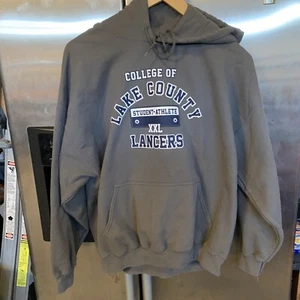 COLLEGE OF
LAKE COUNTY
STUDENT-ATHLETE
XXL
LANCERS